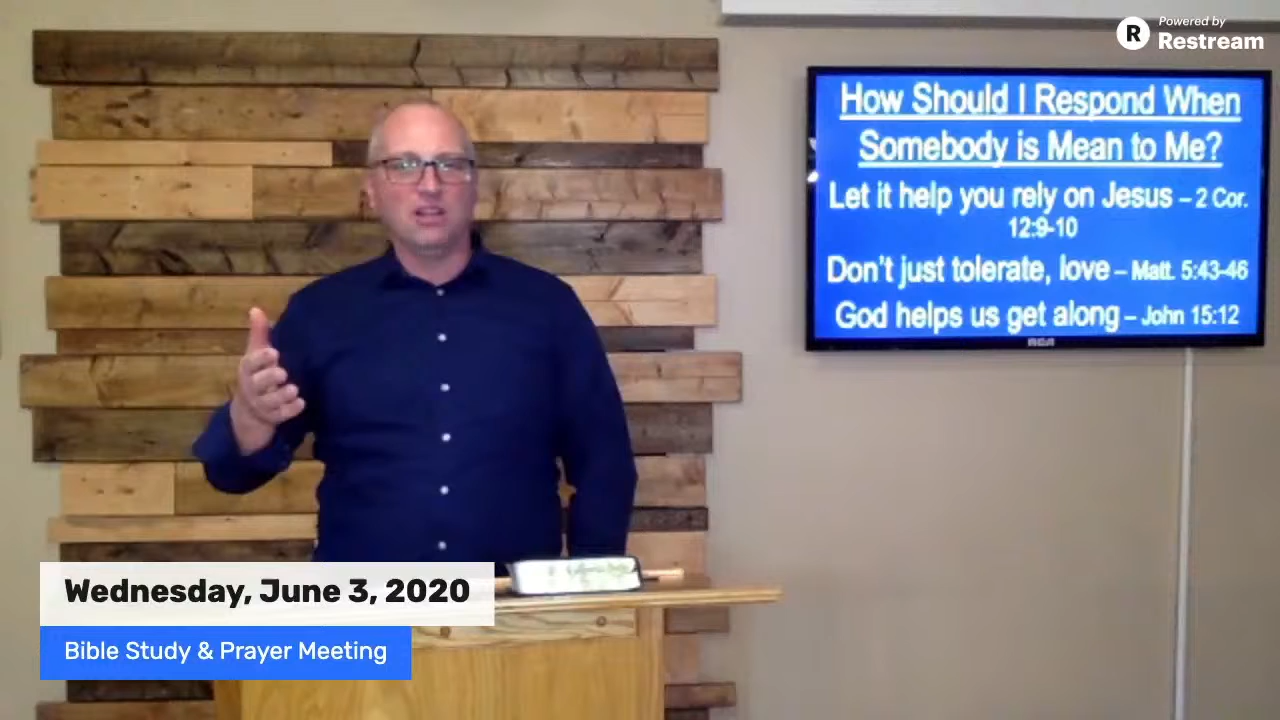 Powered by
R Restream
How Should I Respond When
Somebody is Mean to Me?
Let it help you rely on Jesus – 2 Cor.
12:9-10
Don't just tolerate, love – Matt. 5:43-46
God helps us get along – John 15:12
RCA
Wednesday, June 3, 2020
Bible Study & Prayer Meeting